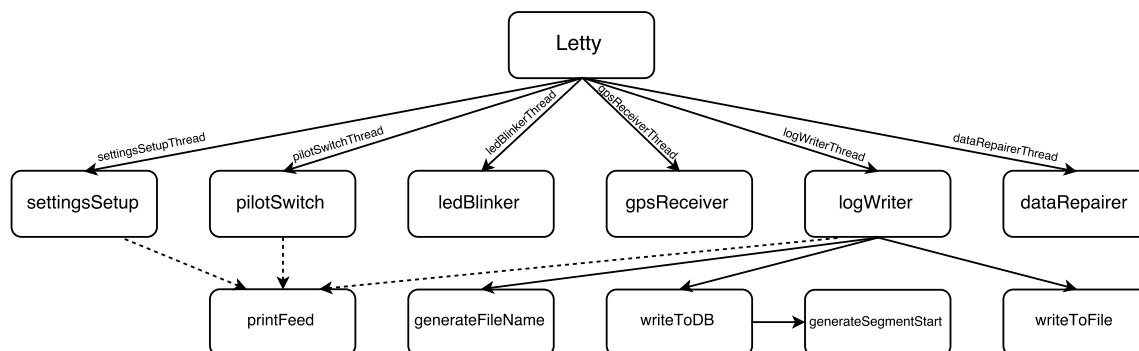 Letty
settingsSetupThread
pilotSwitchThread
ledBlinkerThread
gpsReceiverThread
logWriterThread
dataRepairerThread
settingsSetup
pilotSwitch
ledBlinker
gpsReceiver
logWriter
dataRepairer
printFeed
generateFileName
writeToDB
generateSegmentStart
writeToFile